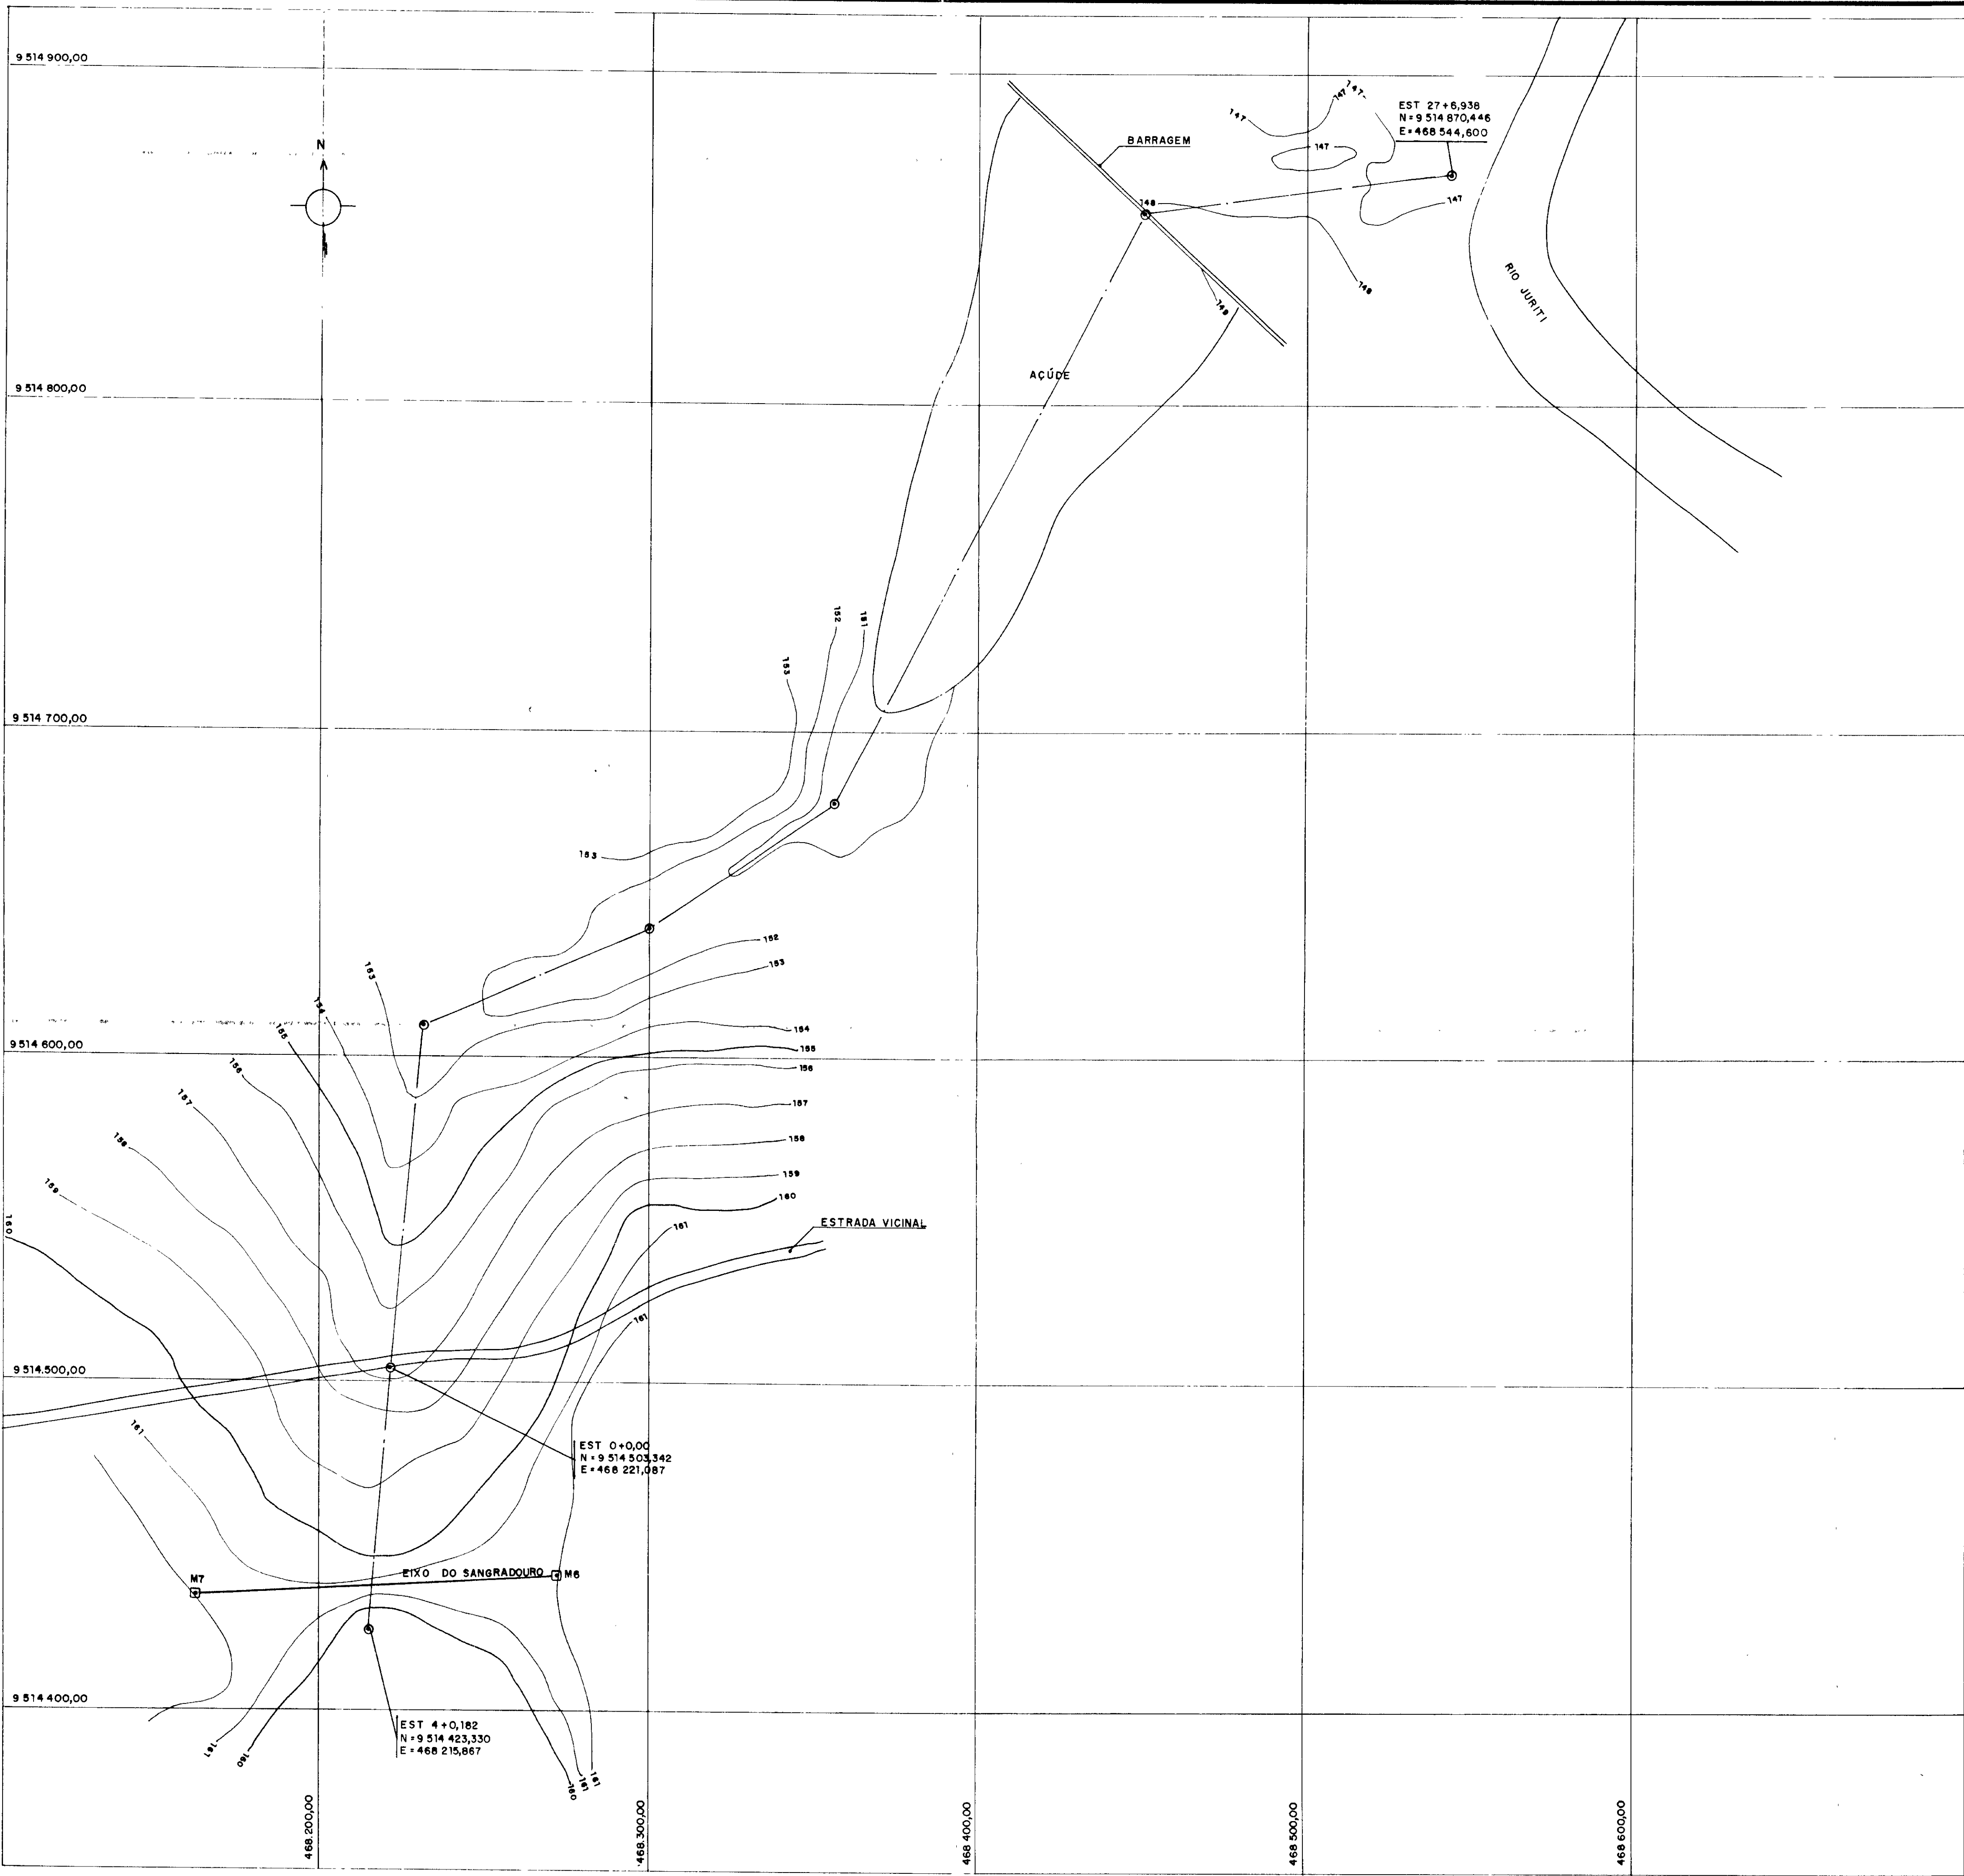 9 514 900,00
N
BARRAGEM
147
147
147
EST 27+6,938
N=9 514 870,446
E=468 544,600
147
147
148
148
149
RIO JURITI
9 514 800,00
AÇÚDE
152
151
153
9 514 700,00
153
152
153
153
154
155
154
155
156
9 514 600,00
156
157
157
158
158
159
159
160
160
161
ESTRADA VICINAL
161
9 514.500,00
161
EST 0+0,00
N=9 514 503,342
E=468 221,087
M7
EIXO DO SANGRADOURO
M6
9 514 400,00
EST 4+0,182
N=9 514 423,330
E=468 215,867
161
160
160
161
161
468.200,00
468.300,00
468 400,00
468 500,00
468 600,00